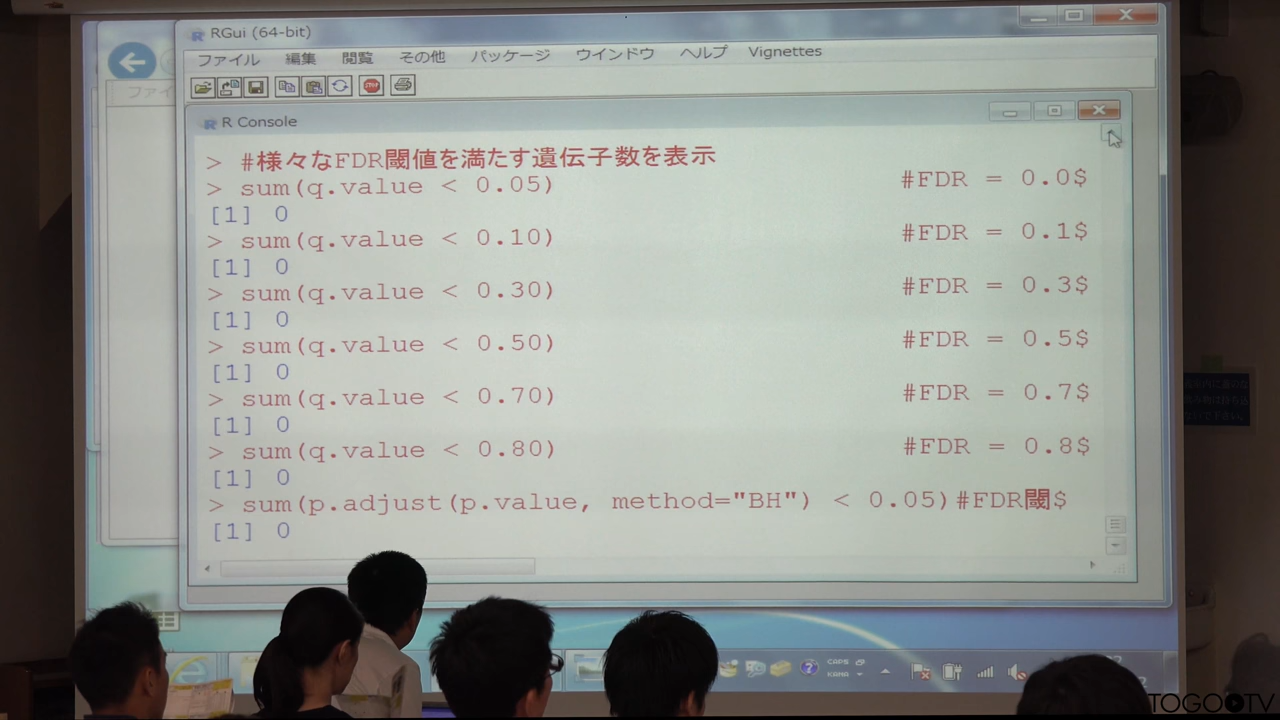 RGui (64-bit)
ファイル 編集 閲覧 その他 パッケージ ウインドウ ヘルプ Vignettes
ファイ
STOP
R Console
> #様々なFDR閾値を満たす遺伝子数を表示
> sum(q.value < 0.05) #FDR = 0.0$
[1] 0
> sum(q.value < 0.10) #FDR = 0.1$
[1] 0
> sum(q.value < 0.30) #FDR = 0.3$
[1] 0
> sum(q.value < 0.50) #FDR = 0.5$
[1] 0
> sum(q.value < 0.70) #FDR = 0.7$
[1] 0
> sum(q.value < 0.80) #FDR = 0.8$
[1] 0
> sum(p.adjust(p.value, method="BH") < 0.05)#FDR閾$
[1] 0
CAPS
KANA
TOGOTV